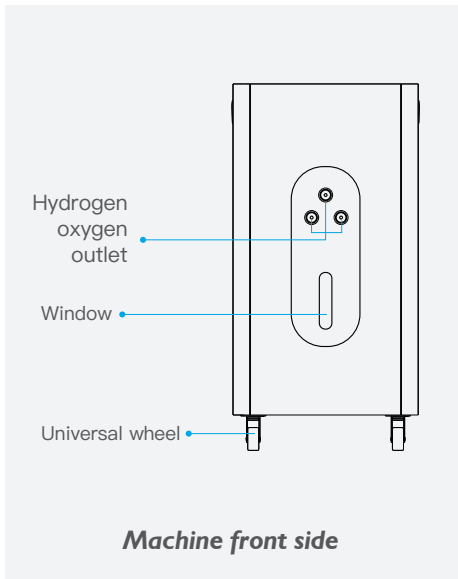 Hydrogen
oxygen
outlet
Window
Universal wheel
Machine front side